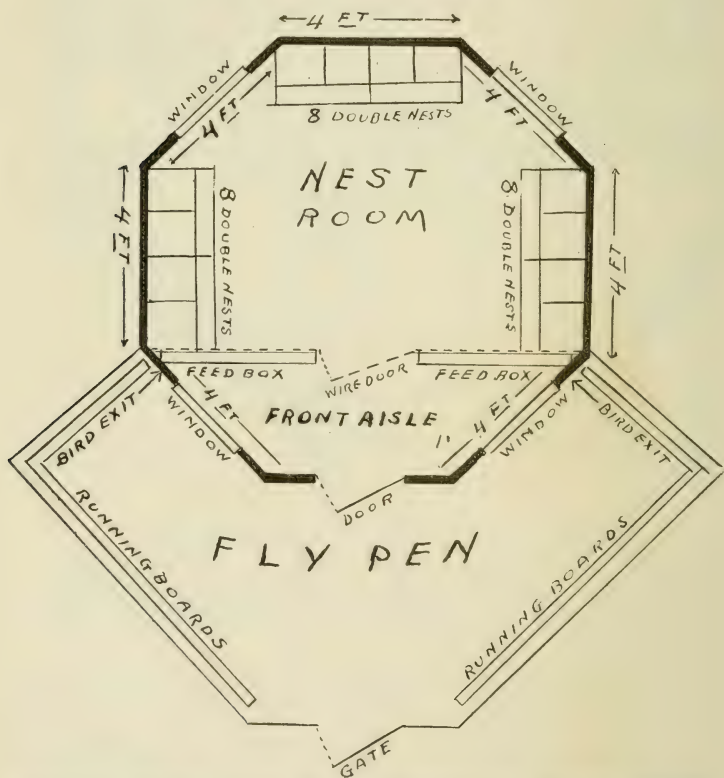 4 FT
WINDOW
WINDOW
4 FT
4 FT
8 DOUBLE NESTS
NEST
ROOM
4 FT
8 DOUBLE NESTS
8 DOUBLE NESTS
4 FT
FEED BOX
WIRE DOOR
FEED BOX
BIRD EXIT
WINDOW
4 FT
FRONT AISLE
4 FT
WINDOW
BIRD EXIT
DOOR
FLY PEN
RUNNING BOARDS
RUNNING BOARDS
GATE